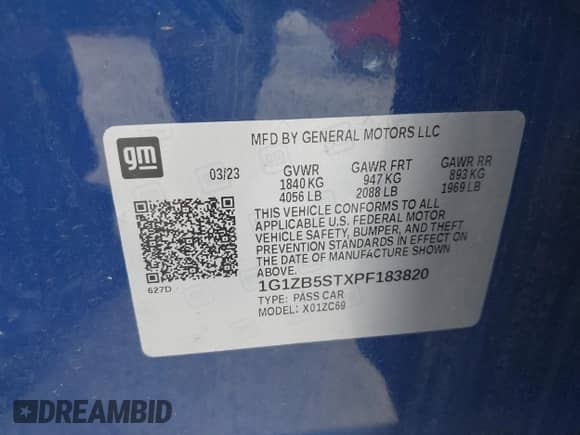 MFD BY GENERAL MOTORS LLC
gm
03/23 GVWR GAWR FRT GAWR RR
1840 KG 947 KG 893 KG
4056 LB 2088 LB 1969 LB
THIS VEHICLE CONFORMS TO ALL
APPLICABLE U.S. FEDERAL MOTOR
VEHICLE SAFETY, BUMPER, AND THEFT
PREVENTION STANDARDS IN EFFECT ON
THE DATE OF MANUFACTURE SHOWN
ABOVE.
627D
1G1ZB5STXPF183820
TYPE: PASS CAR
MODEL: X01ZC69
DREAMBID